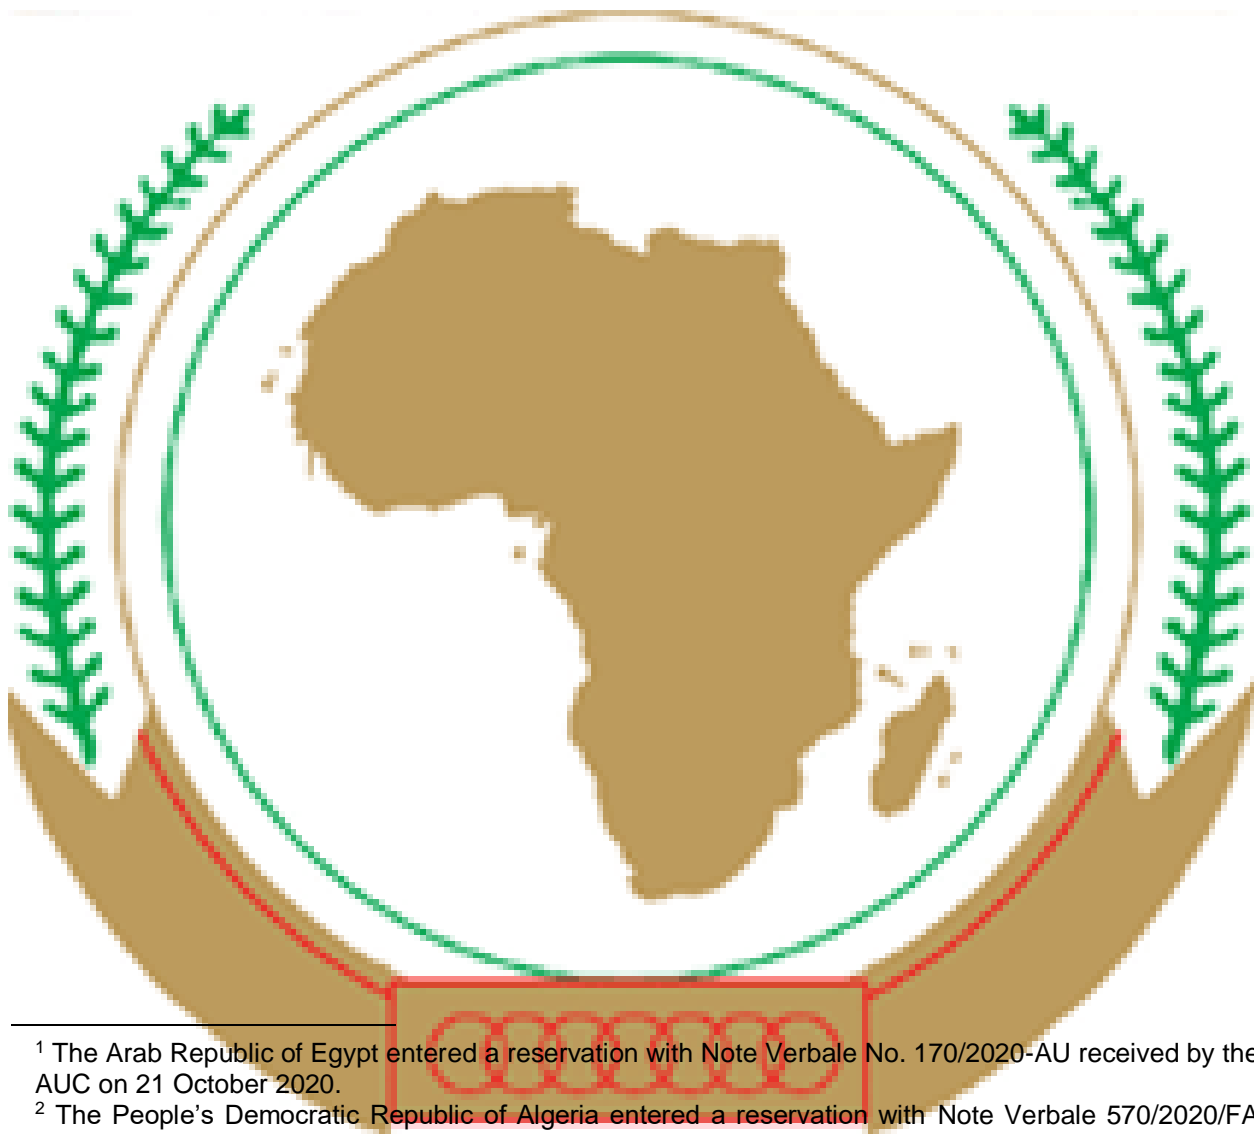 ¹ The Arab Republic of Egypt entered a reservation with Note Verbale No. 170/2020-AU received by the
AUC on 21 October 2020.
² The People’s Democratic Republic of Algeria entered a reservation with Note Verbale 570/2020/FA